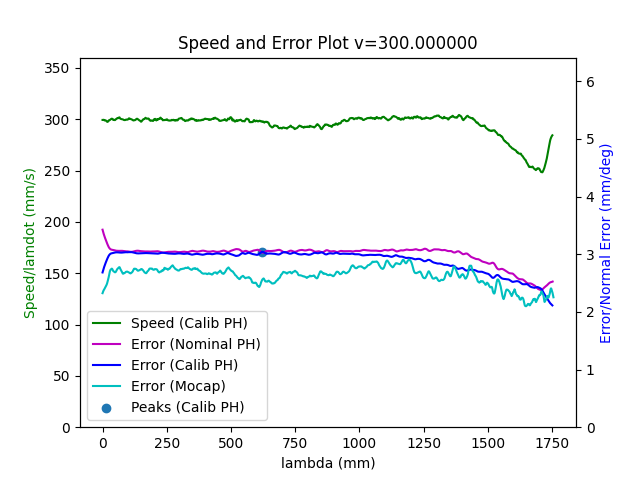 Speed and Error Plot v=300.000000
350
300
250
200
150
100
50
0
Speed/lamdot (mm/s)
6
5
4
3
2
1
0
Error/Normal Error (mm/deg)
Speed (Calib PH)
Error (Nominal PH)
Error (Calib PH)
Error (Mocap)
Peaks (Calib PH)
0 250 500 750 1000 1250 1500 1750
lambda (mm)